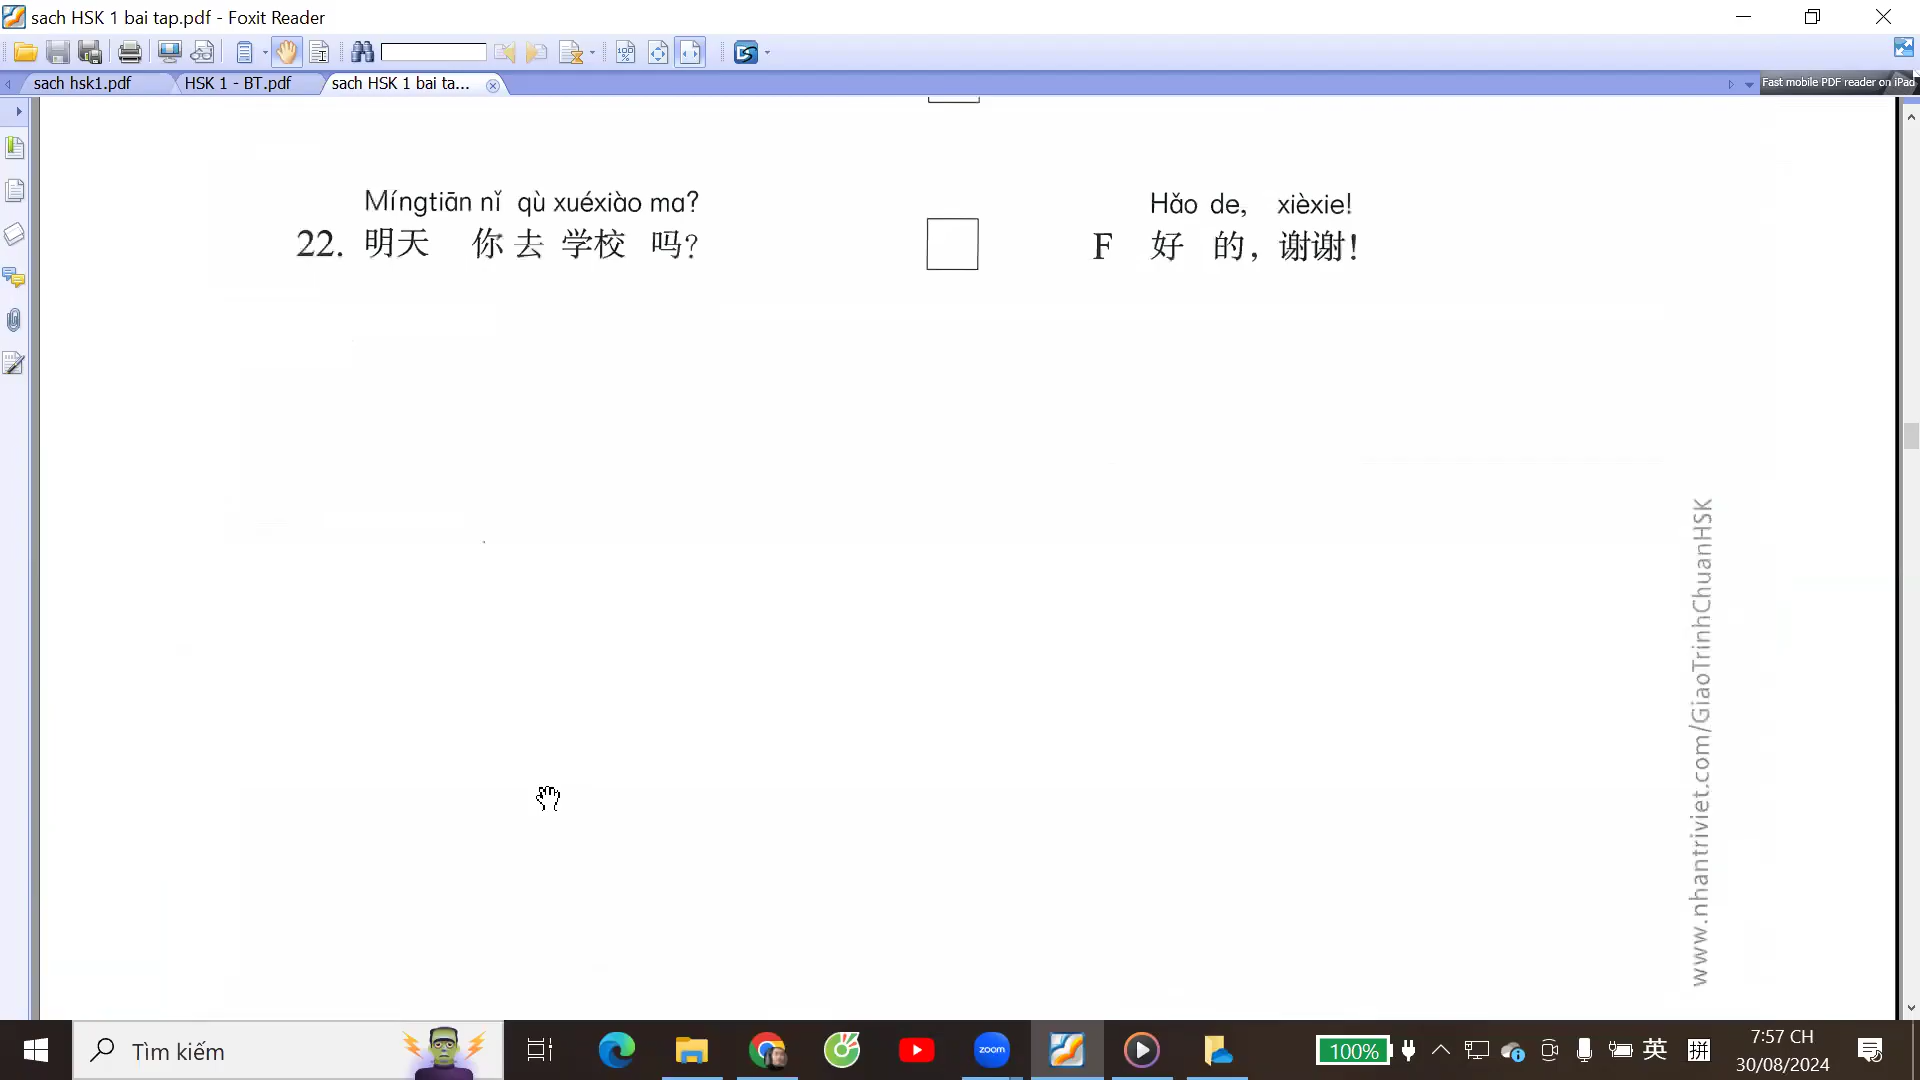 sach HSK 1 bai tap.pdf - Foxit Reader
sach hsk1.pdf
HSK 1 - BT.pdf
sach HSK 1 bai ta...
Fast mobile PDF reader on iPad
Míngtiān nǐ qù xuéxiào ma?
22. 明天 你 去 学校 吗?
Hǎo de, xièxie!
F 好 的, 谢谢!
www.nhantriviet.com/GiaoTrinhChuanHSK
Tìm kiếm
zoom
100%
英
拼
7:57 CH
30/08/2024